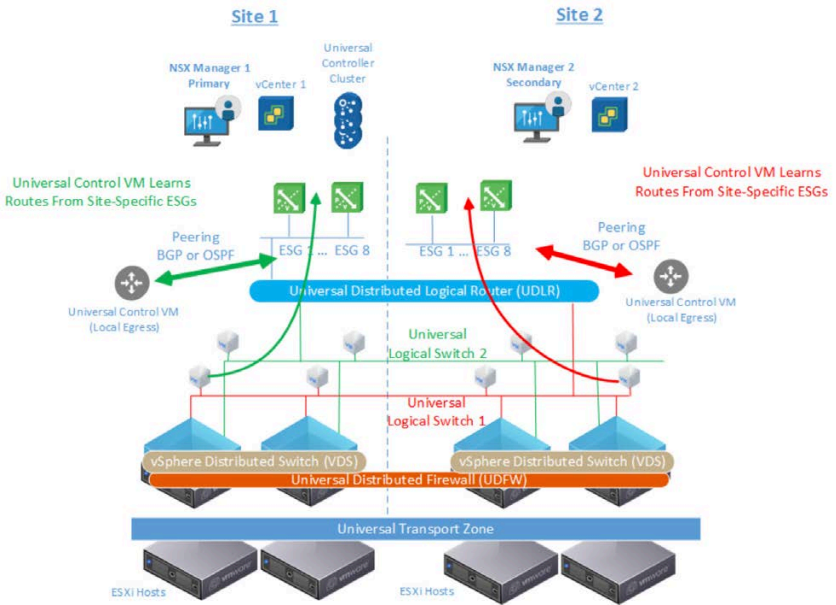 Site 1
Site 2
NSX Manager 1
Primary
vCenter 1
Universal
Controller
Cluster
NSX Manager 2
Secondary
vCenter 2
Universal Control VM Learns
Routes From Site-Specific ESGs
Universal Control VM Learns
Routes From Site-Specific ESGs
Peering
BGP or OSPF
ESG 1 ... ESG 8
ESG 1 ... ESG 8
Peering
BGP or OSPF
Universal Control VM
(Local Egress)
Universal Distributed Logical Router (UDLR)
Universal Control VM
(Local Egress)
Universal
Logical Switch 2
Universal
Logical Switch 1
vSphere Distributed Switch (VDS)
vSphere Distributed Switch (VDS)
Universal Distributed Firewall (UDFW)
Universal Transport Zone
vmware
vmware
vmware
vmware
ESXi Hosts
ESXi Hosts